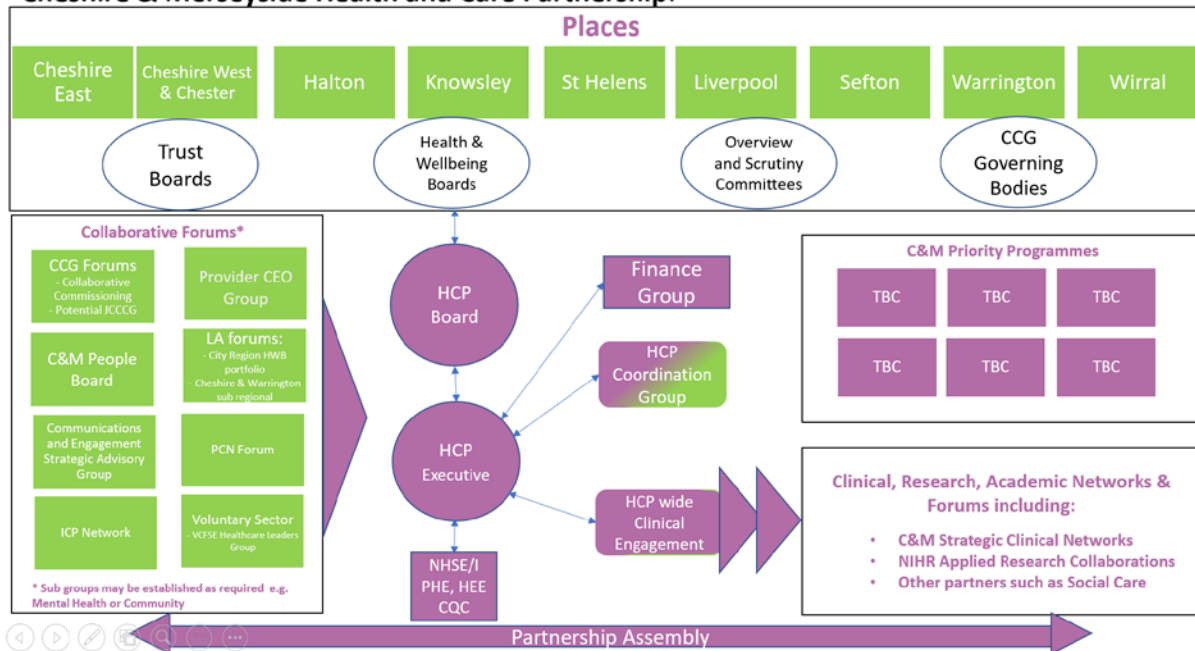 Cheshire & Merseyside Health and Care Partnership.
Places
Cheshire
East
Cheshire West
& Chester
Halton
Knowsley
St Helens
Liverpool
Sefton
Warrington
Wirral
Trust
Boards
Health &
Wellbeing
Boards
Overview
and Scrutiny
Committees
CCG
Governing
Bodies
Collaborative Forums*
CCG Forums
- Collaborative
Commissioning
- Potential JCCCG
Provider CEO
Group
C&M People
Board
LA forums:
- City Region HWB
portfolio
- Cheshire & Warrington
sub regional
Communications
and Engagement
Strategic Advisory
Group
PCN Forum
ICP Network
Voluntary Sector
- VCFSE Healthcare Leaders
Group
* Sub groups may be established as required e.g.
Mental Health or Community
HCP
Board
HCP
Executive
NHSE/I
PHE, HEE
CQC
Finance
Group
HCP
Coordination
Group
HCP wide
Clinical
Engagement
C&M Priority Programmes
TBC
TBC
TBC
TBC
TBC
TBC
Clinical, Research, Academic Networks &
Forums including:
• C&M Strategic Clinical Networks
• NIHR Applied Research Collaborations
• Other partners such as Social Care
Partnership Assembly